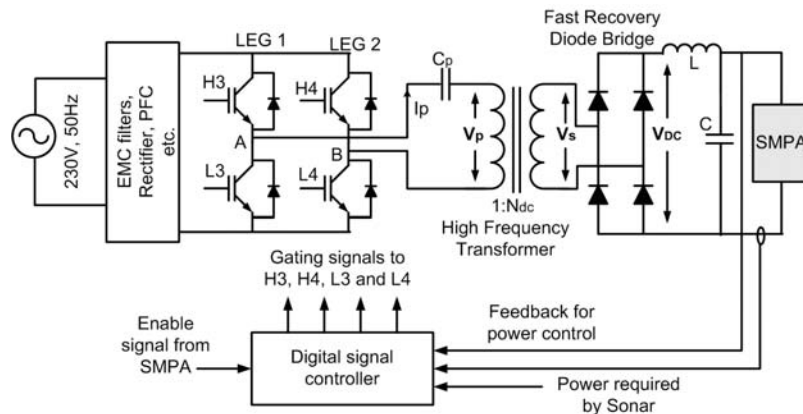 Fast Recovery
Diode Bridge
LEG 1
LEG 2
H3
H4
Cp
Ip
L
EMC filters,
Rectifier, PFC
etc.
230V, 50Hz
A
B
Vp
Vs
VDC
C
SMPA
L3
L4
1:Ndc
High Frequency
Transformer
Gating signals to
H3, H4, L3 and L4
Enable
signal from
SMPA
Digital signal
controller
Feedback for
power control
Power required
by Sonar